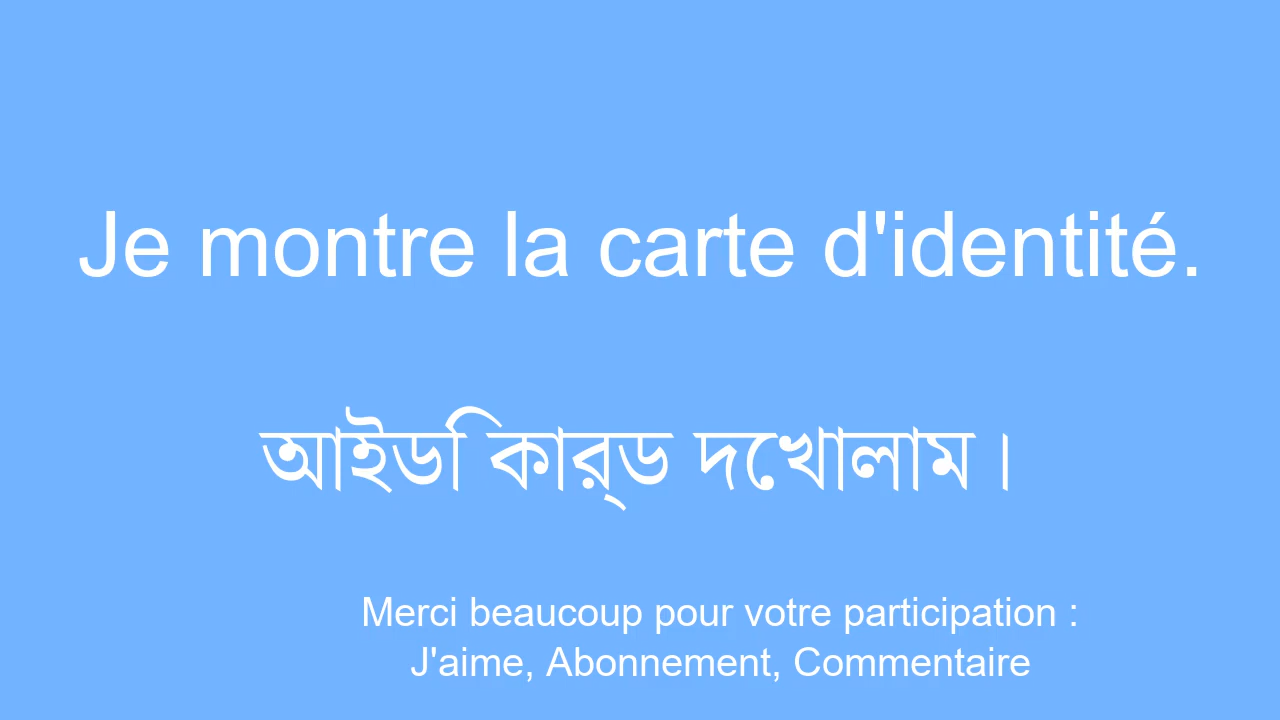 Je montre la carte d'identité.
আইডি কার্ড দেখোলাম।
Merci beaucoup pour votre participation :
J'aime, Abonnement, Commentaire